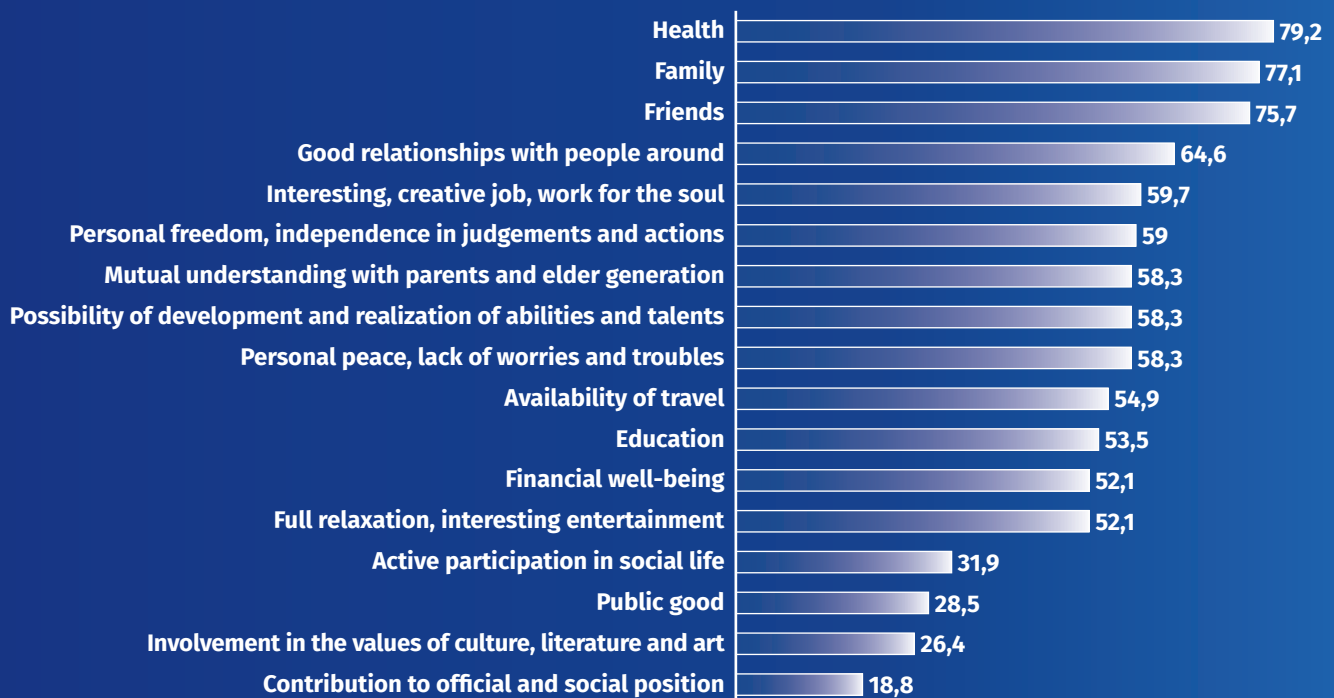 Health 79,2
Family 77,1
Friends 75,7
Good relationships with people around 64,6
Interesting, creative job, work for the soul 59,7
Personal freedom, independence in judgements and actions 59
Mutual understanding with parents and elder generation 58,3
Possibility of development and realization of abilities and talents 58,3
Personal peace, lack of worries and troubles 58,3
Availability of travel 54,9
Education 53,5
Financial well-being 52,1
Full relaxation, interesting entertainment 52,1
Active participation in social life 31,9
Public good 28,5
Involvement in the values of culture, literature and art 26,4
Contribution to official and social position 18,8